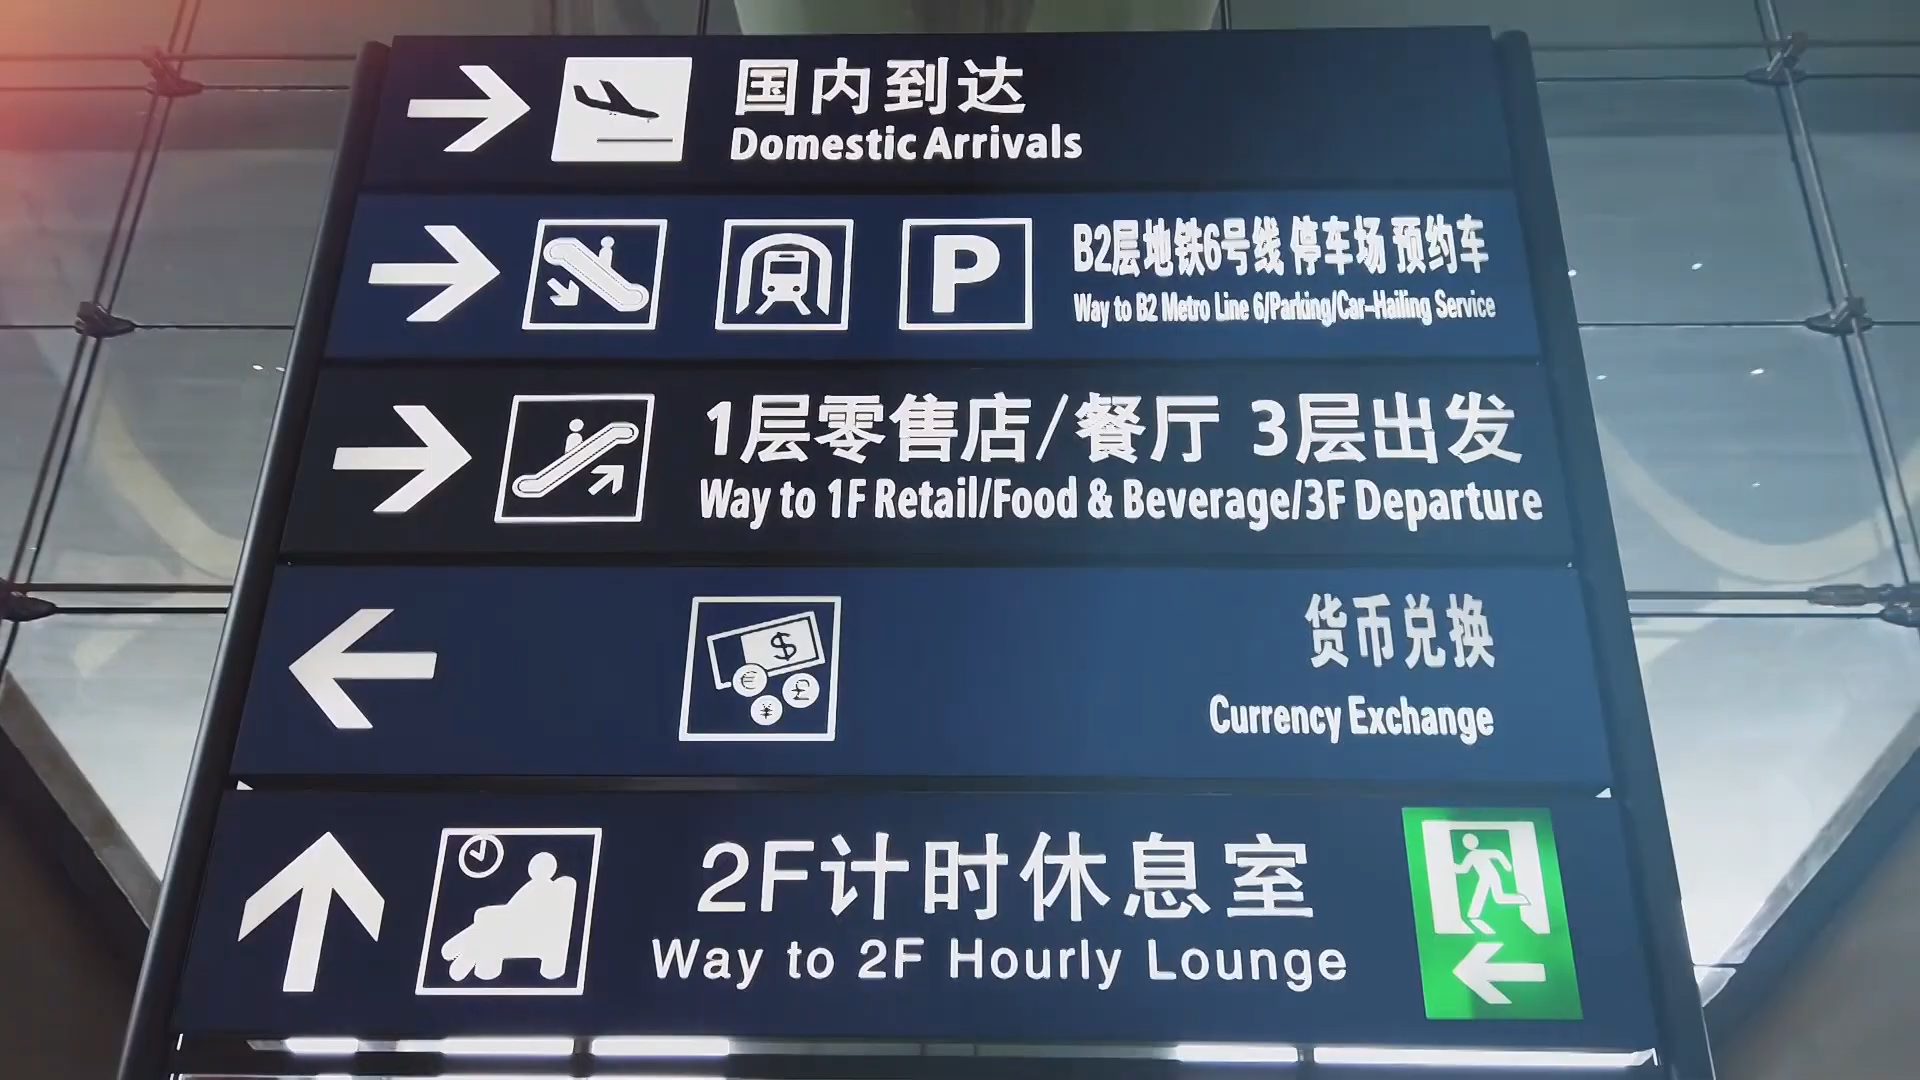 国内到达
Domestic Arrivals
P
B2层地铁6号线 停车场 预约车
Way to B2 Metro Line 6/Parking/Car-Hailing Service
1层零售店/餐厅 3层出发
Way to 1F Retail/Food & Beverage/3F Departure
$
€
£
¥
货币兑换
Currency Exchange
2F计时休息室
Way to 2F Hourly Lounge